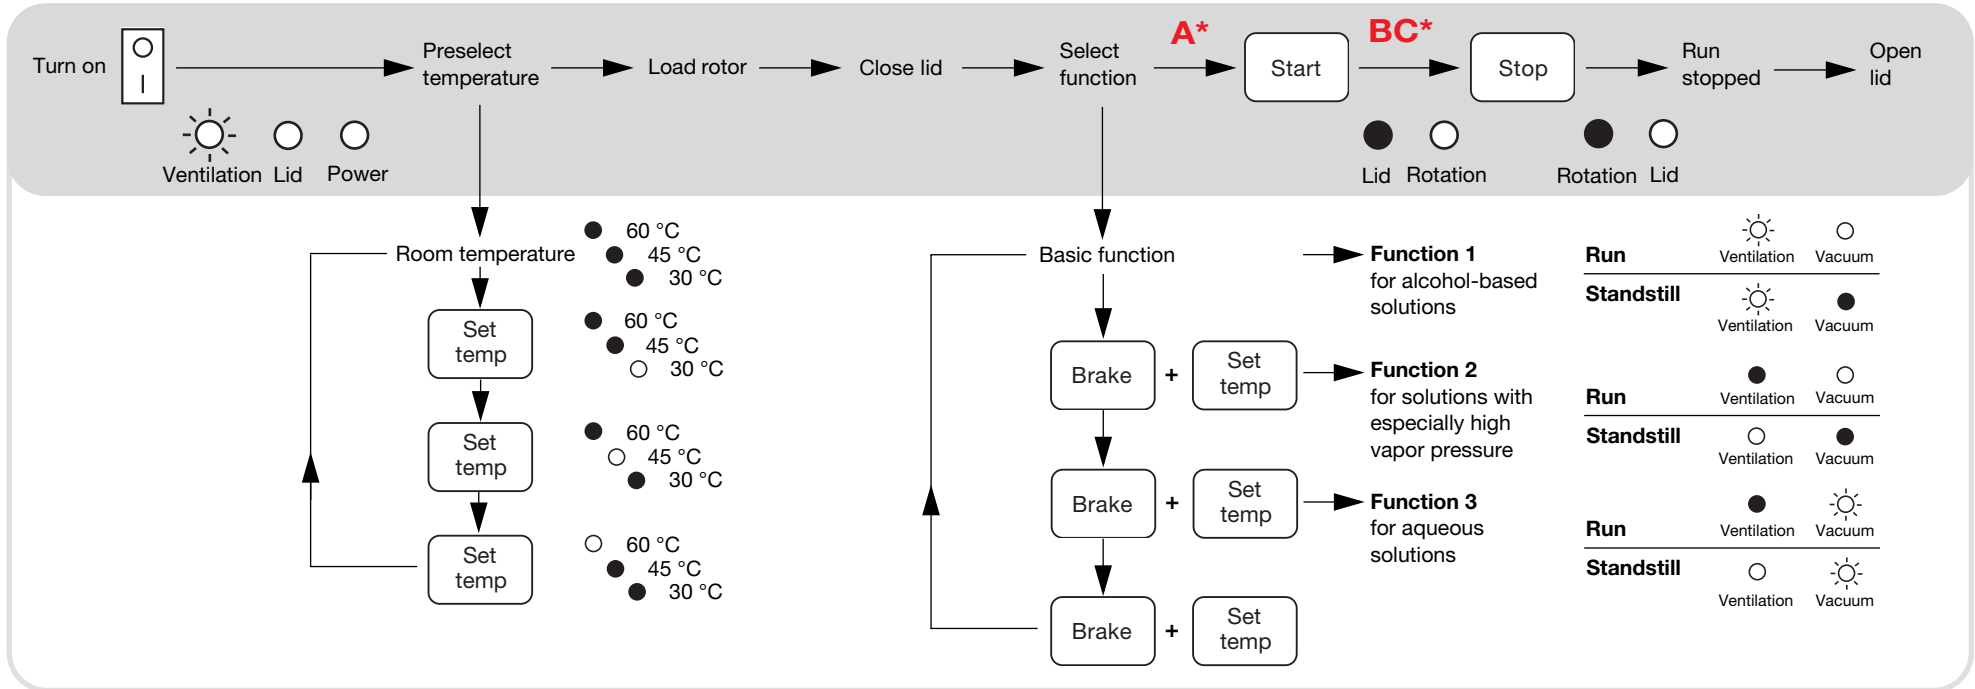 Turn on
Preselect
temperature
Load rotor
Close lid
Select
function
A*
Start
BC*
Stop
Run
stopped
Open
lid
Ventilation Lid Power
Lid Rotation
Rotation Lid
Room temperature
60 °C
45 °C
30 °C
Set
temp
60 °C
45 °C
30 °C
Set
temp
60 °C
45 °C
30 °C
Set
temp
60 °C
45 °C
30 °C
Basic function
Function 1
for alcohol-based
solutions
Run
Ventilation Vacuum
Standstill
Ventilation Vacuum
Brake + Set
temp
Function 2
for solutions with
especially high
vapor pressure
Run
Ventilation Vacuum
Standstill
Ventilation Vacuum
Brake + Set
temp
Function 3
for aqueous
solutions
Run
Ventilation Vacuum
Standstill
Ventilation Vacuum
Brake + Set
temp